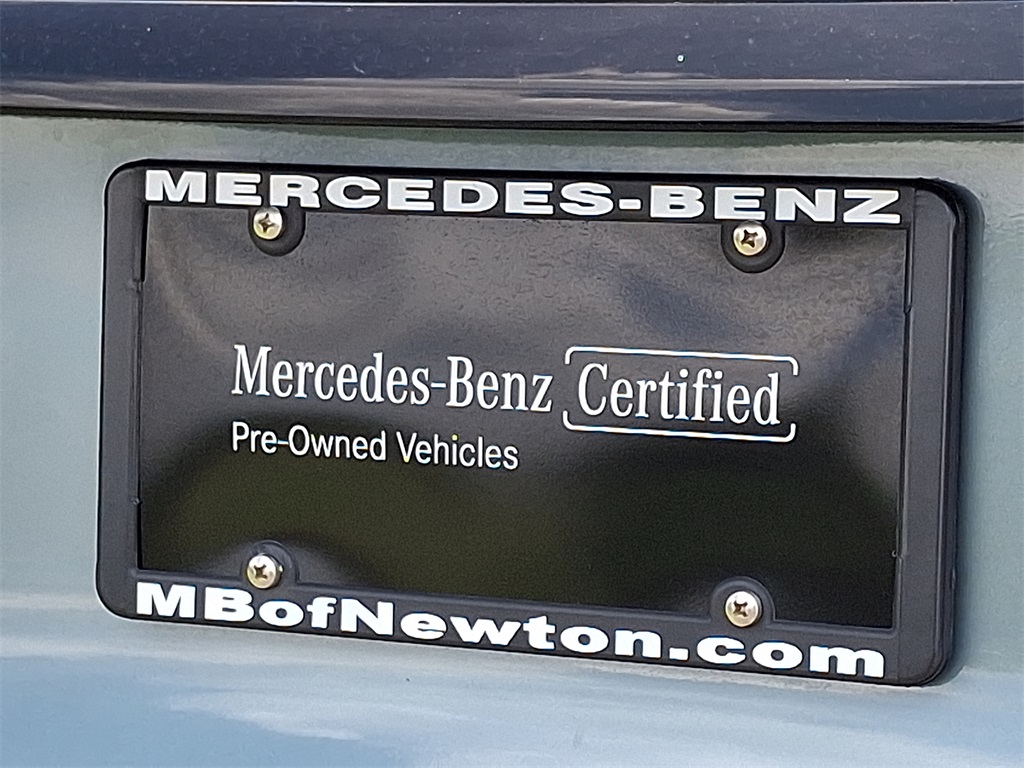 MERCEDES-BENZ
Mercedes-Benz Certified
Pre-Owned Vehicles
MBofNewton.com